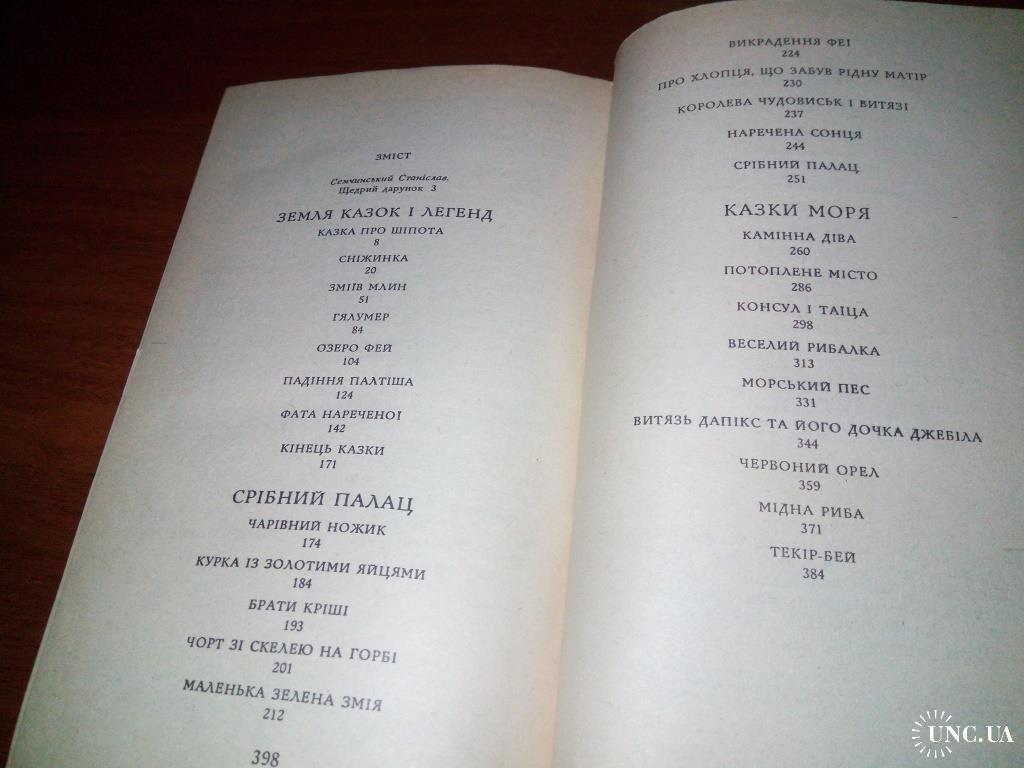 ЗМІСТ
Семчинський Станіслав.
Щедрий дарунок 3
ЗЕМЛЯ КАЗОК І ЛЕГЕНД
КАЗКА ПРО ШІПОТА
8
СНІЖИНКА
20
ЗМІЇВ МЛИН
51
ГЯЛУМЕР
84
ОЗЕРО ФЕЙ
104
ПАДІННЯ ПАЛТІША
124
ФАТА НАРЕЧЕНОЇ
142
КІНЕЦЬ КАЗКИ
171
СРІБНИЙ ПАЛАЦ
ЧАРІВНИЙ НОЖИК
174
КУРКА ІЗ ЗОЛОТИМИ ЯЙЦЯМИ
184
БРАТИ КРІШІ
193
ЧОРТ ЗІ СКЕЛЕЮ НА ГОРБІ
201
МАЛЕНЬКА ЗЕЛЕНА ЗМІЯ
212
398
ВИКРАДЕННЯ ФЕЇ
224
ПРО ХЛОПЦЯ, ЩО ЗАБУВ РІДНУ МАТІР
230
КОРОЛЕВА ЧУДОВИСЬК І ВИТЯЗІ
237
НАРЕЧЕНА СОНЦЯ
244
СРІБНИЙ ПАЛАЦ
251
КАЗКИ МОРЯ
КАМІННА ДІВА
260
ПОТОПЛЕНЕ МІСТО
286
КОНСУЛ І ТАІЦА
298
ВЕСЕЛИЙ РИБАЛКА
313
МОРСЬКИЙ ПЕС
331
ВИТЯЗЬ ДАПІКС ТА ЙОГО ДОЧКА ДЖЕБІЛА
344
ЧЕРВОНИЙ ОРЕЛ
359
МІДНА РИБА
371
ТЕКІР-БЕЙ
384
UNC.UA